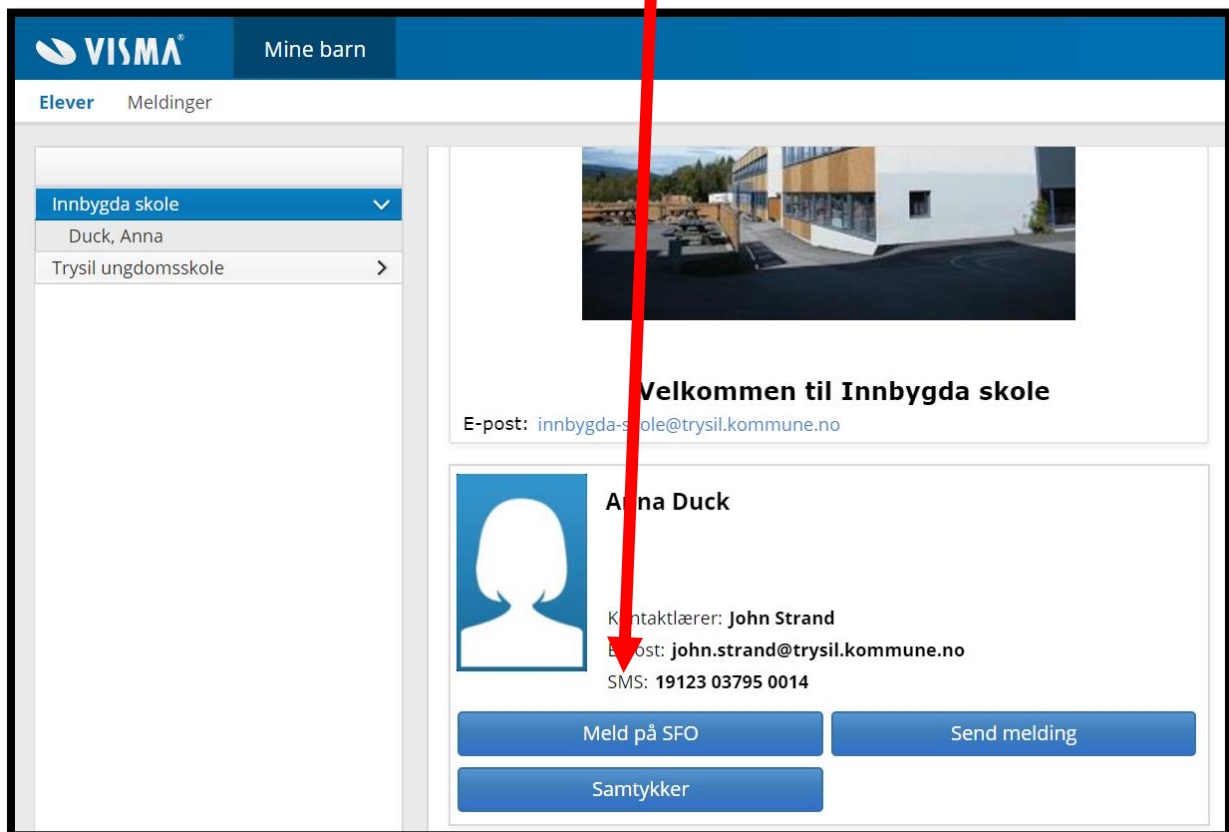 VISMA® Mine barn
Elever Meldinger
Innbygda skole
Duck, Anna
Trysil ungdomsskole
Velkommen til Innbygda skole
E-post: innbygda-skole@trysil.kommune.no
Anna Duck
Kontaktlærer: John Strand
E-post: john.strand@trysil.kommune.no
SMS: 19123 03795 0014
Meld på SFO Send melding
Samtykker